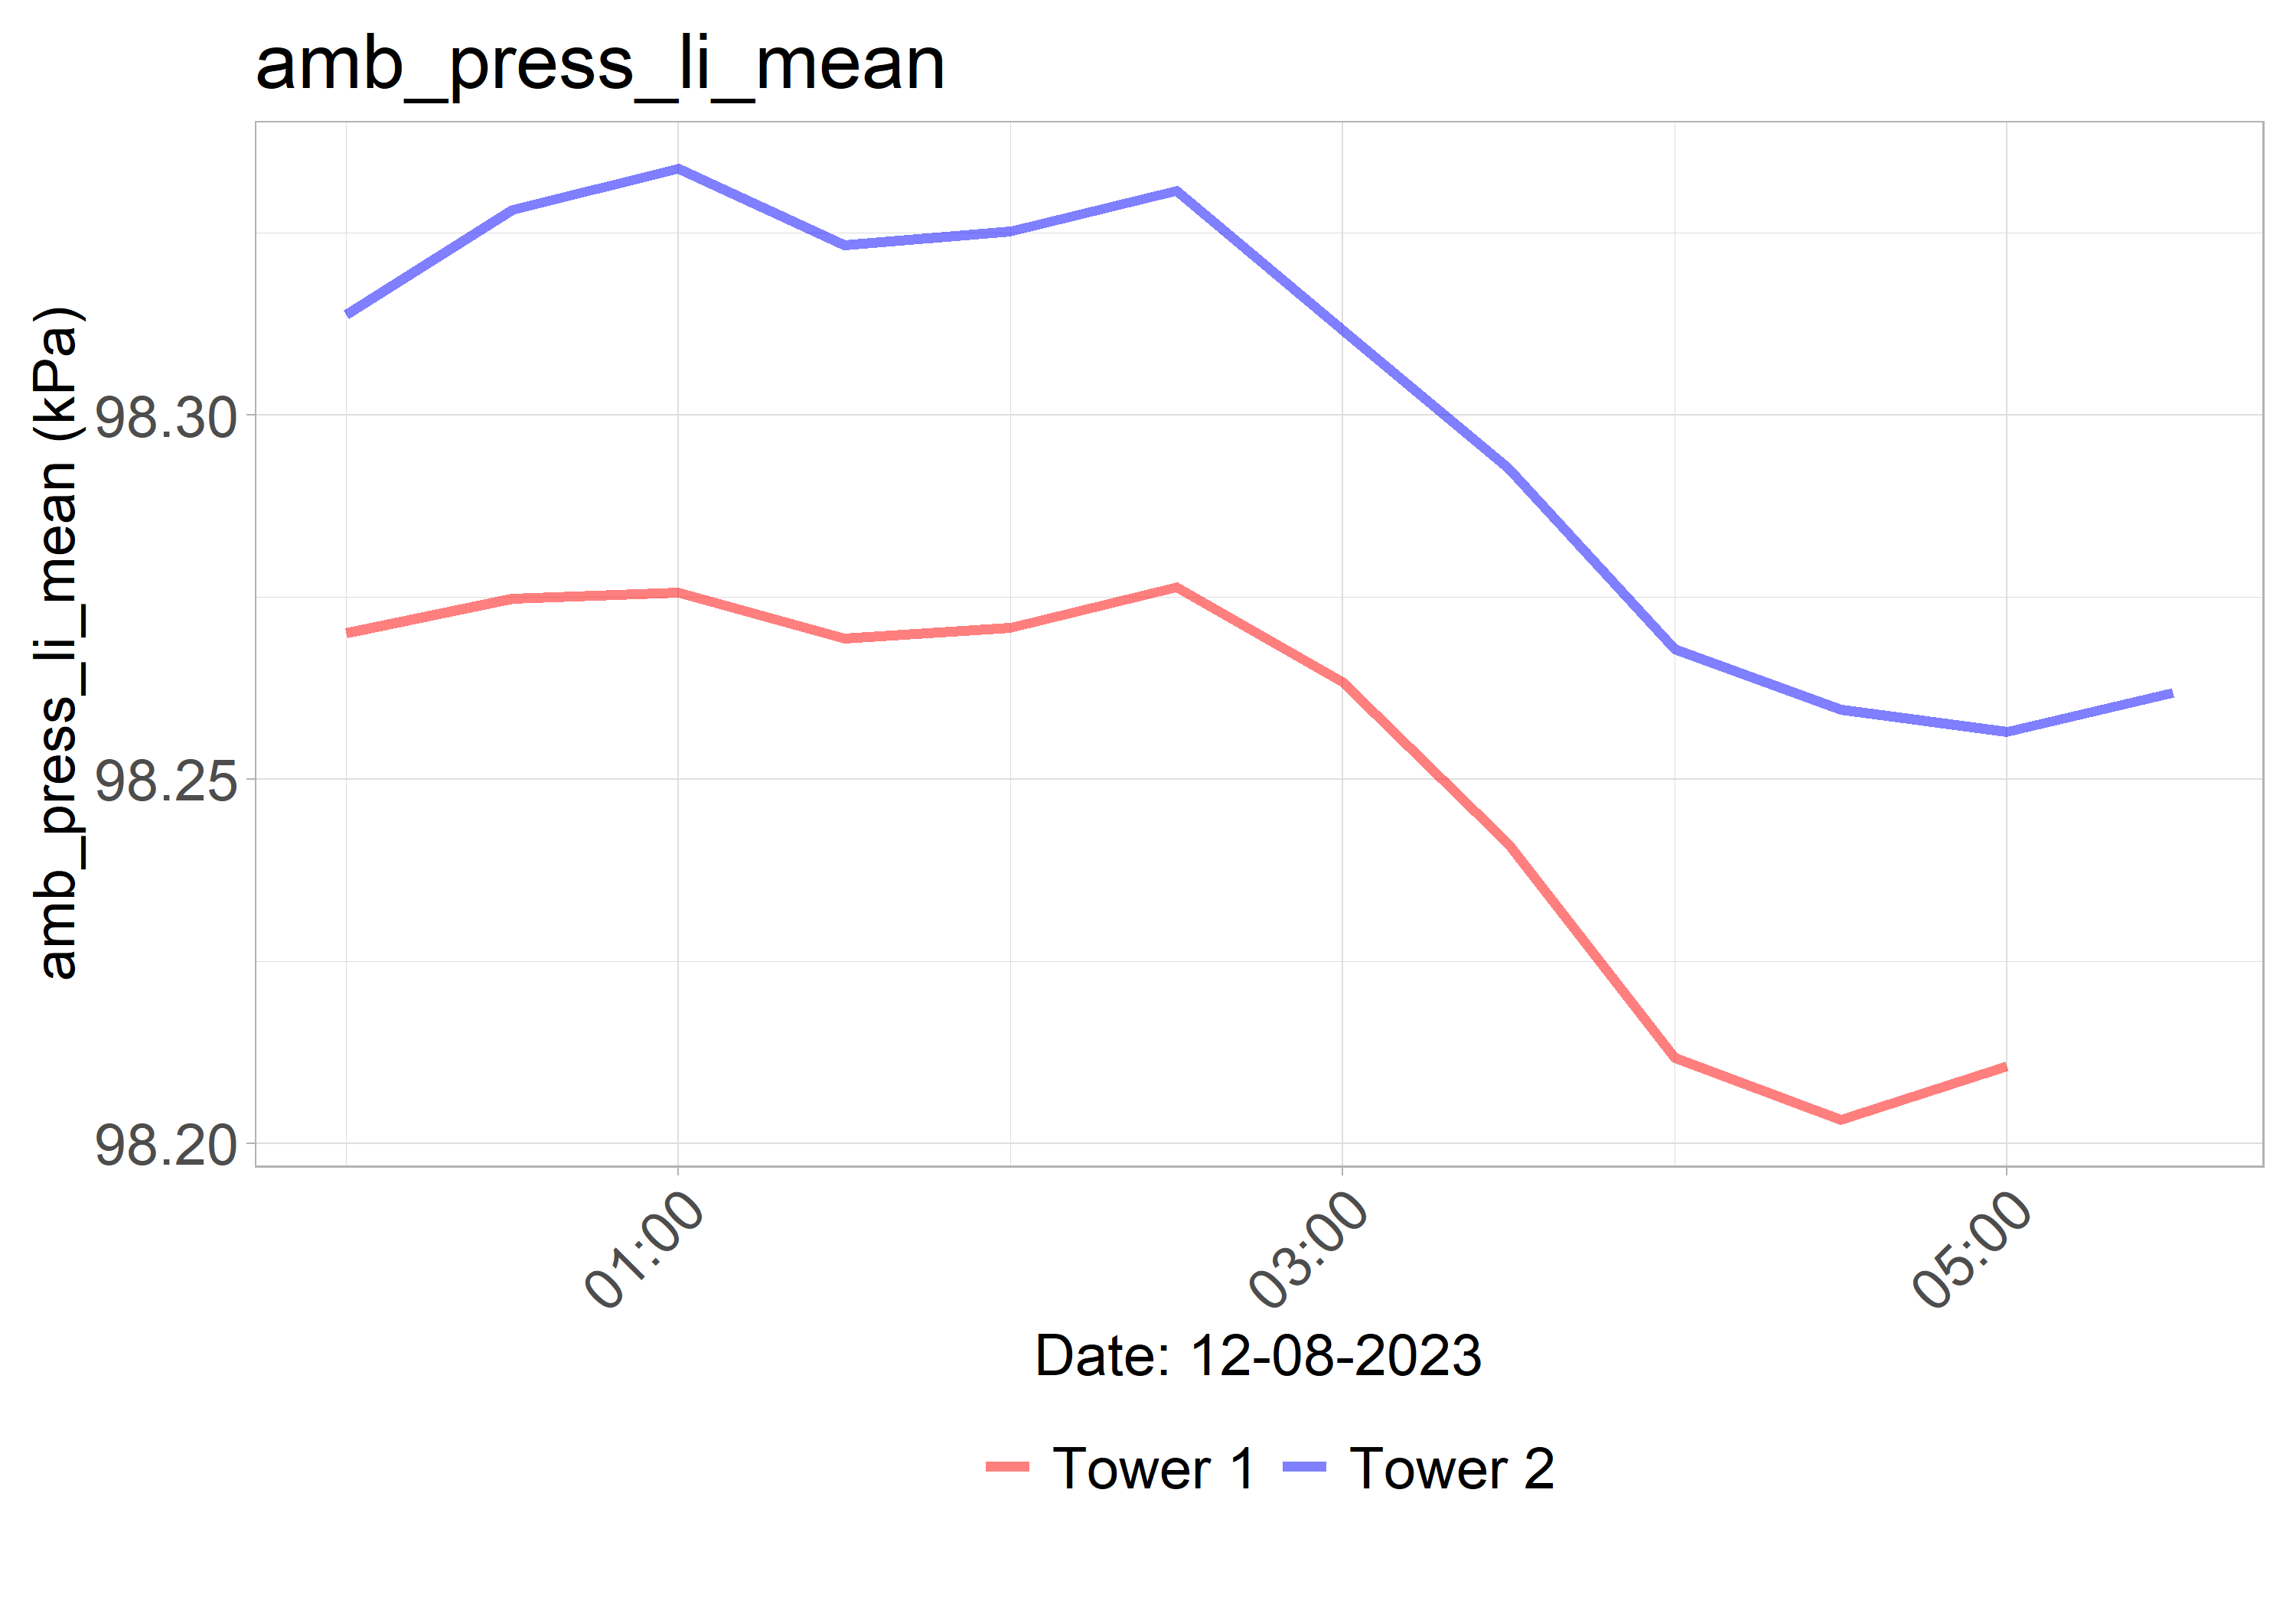 amb_press_li_mean
amb_press_li_mean (kPa)
98.30
98.25
98.20
01:00
03:00
05:00
Date: 12-08-2023
Tower 1
Tower 2